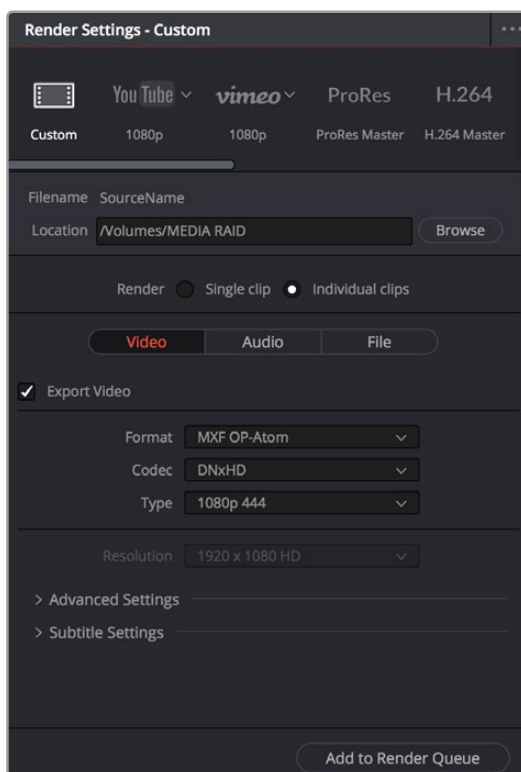 Render Settings - Custom
YouTube vimeo ProRes H.264
Custom 1080p 1080p ProRes Master H.264 Master
Filename SourceName
Location /Volumes/MEDIA RAID Browse
Render Single clip Individual clips
Video Audio File
Export Video
Format MXF OP-Atom
Codec DNxHD
Type 1080p 444
Resolution 1920 x 1080 HD
> Advanced Settings
> Subtitle Settings
Add to Render Queue